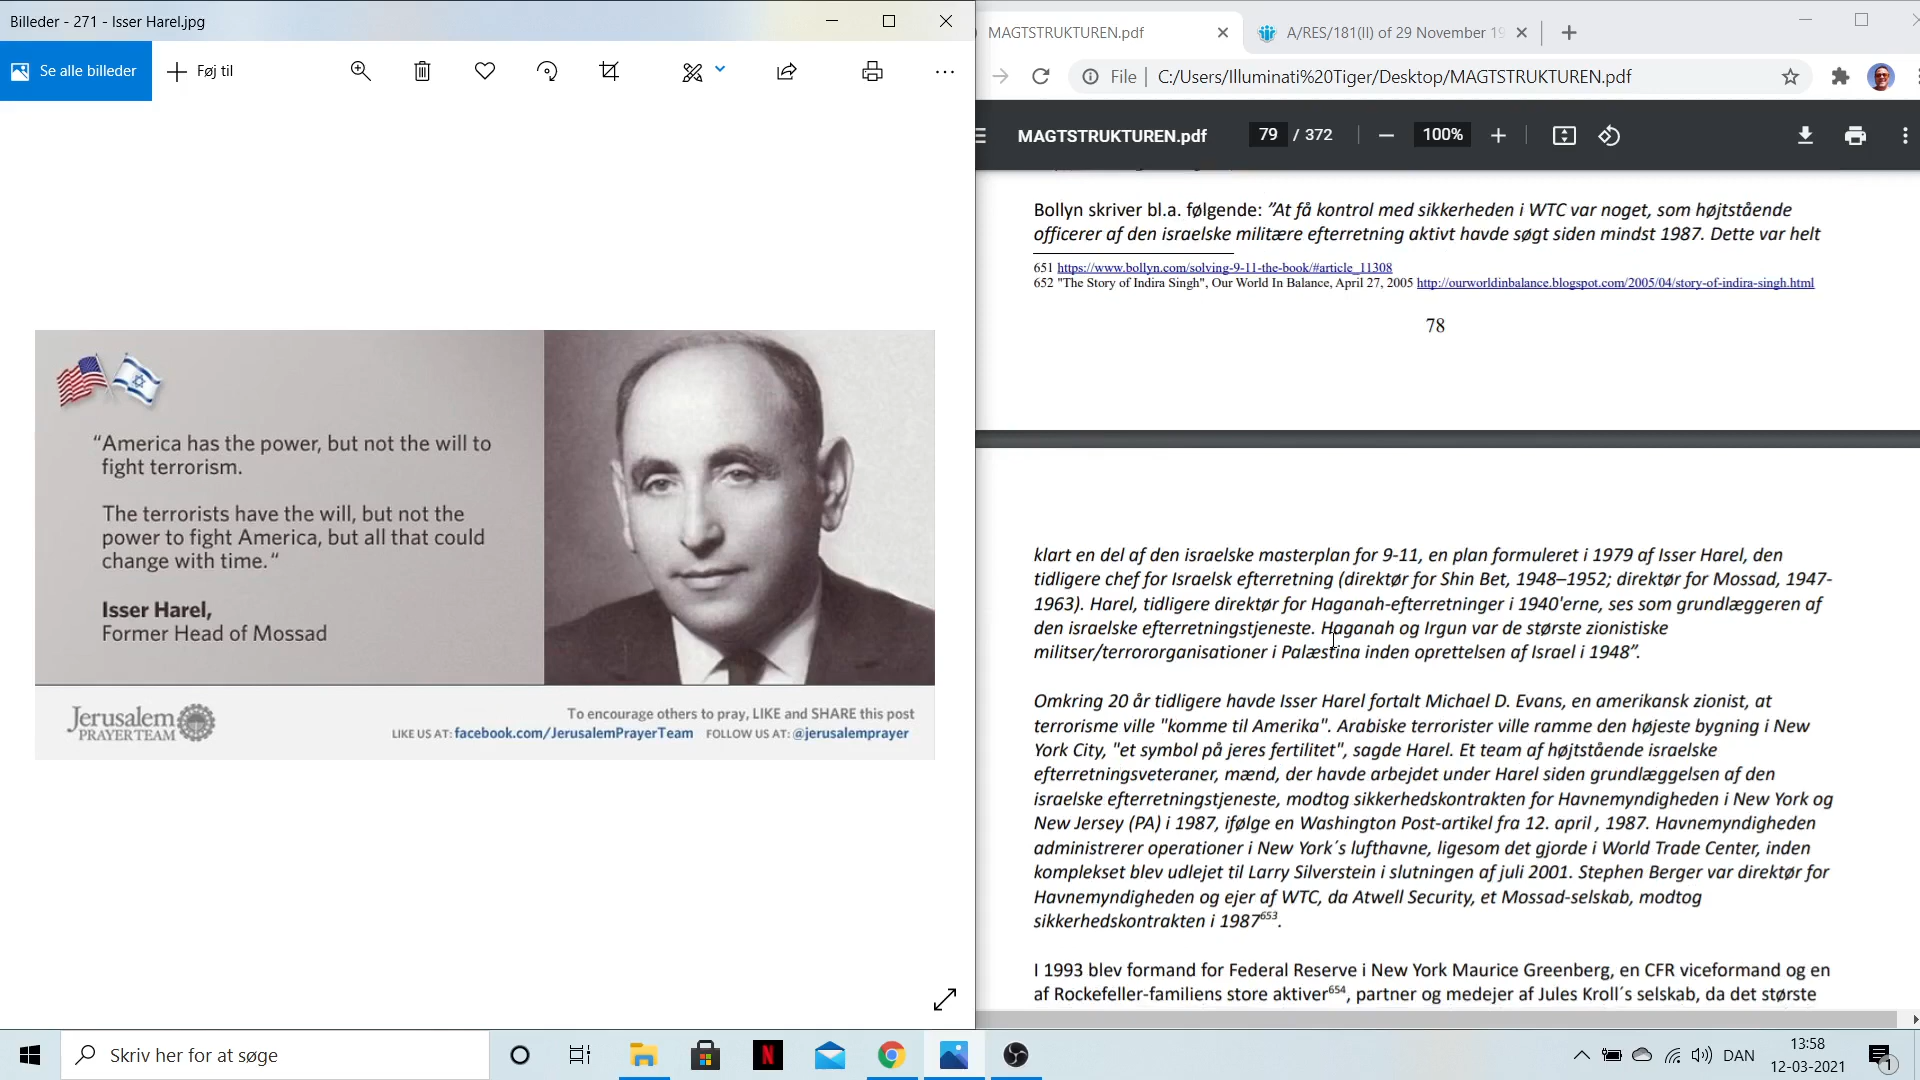 Billeder - 271 - Isser Harel.jpg
Se alle billeder
Føj til
"America has the power, but not the will to
fight terrorism.
The terrorists have the will, but not the
power to fight America, but all that could
change with time."
Isser Harel,
Former Head of Mossad
Jerusalem
PRAYER TEAM
To encourage others to pray, LIKE and SHARE this post
LIKE US AT: facebook.com/JerusalemPrayerTeam FOLLOW US AT: @jerusalemprayer
MAGTSTRUKTUREN.pdf
A/RES/181(II) of 29 November 19
File
C:/Users/Illuminati%20Tiger/Desktop/MAGTSTRUKTUREN.pdf
MAGTSTRUKTUREN.pdf
79 / 372
100%
Bollyn skriver bl.a. følgende: "At få kontrol med sikkerheden i WTC var noget, som højtstående
officerer af den israelske militære efterretning aktivt havde søgt siden mindst 1987. Dette var helt
651 https://www.bollyn.com/solving-9-11-the-book/#article_11308
652 "The Story of Indira Singh", Our World In Balance, April 27, 2005 http://ourworldinbalance.blogspot.com/2005/04/story-of-indira-singh.html
78
klart en del af den israelske masterplan for 9-11, en plan formuleret i 1979 af Isser Harel, den
tidligere chef for Israelsk efterretning (direktør for Shin Bet, 1948–1952; direktør for Mossad, 1947-
1963). Harel, tidligere direktør for Haganah-efterretninger i 1940'erne, ses som grundlæggeren af
den israelske efterretningstjeneste. Haganah og Irgun var de største zionistiske
militser/terrororganisationer i Palæstina inden oprettelsen af Israel i 1948".
Omkring 20 år tidligere havde Isser Harel fortalt Michael D. Evans, en amerikansk zionist, at
terrorisme ville "komme til Amerika". Arabiske terrorister ville ramme den højeste bygning i New
York City, "et symbol på jeres fertilitet", sagde Harel. Et team af højtstående israelske
efterretningsveteraner, mænd, der havde arbejdet under Harel siden grundlæggelsen af den
israelske efterretningstjeneste, modtog sikkerhedskontrakten for Havnemyndigheden i New York og
New Jersey (PA) i 1987, ifølge en Washington Post-artikel fra 12. april , 1987. Havnemyndigheden
administrerer operationer i New York´s lufthavne, ligesom det gjorde i World Trade Center, inden
komplekset blev udlejet til Larry Silverstein i slutningen af juli 2001. Stephen Berger var direktør for
Havnemyndigheden og ejer af WTC, da Atwell Security, et Mossad-selskab, modtog
sikkerhedskontrakten i 1987653.
I 1993 blev formand for Federal Reserve i New York Maurice Greenberg, en CFR viceformand og en
af Rockefeller-familiens store aktiver654, partner og medejer af Jules Kroll´s selskab, da det største
Skriv her for at søge
DAN
13:58
12-03-2021
1